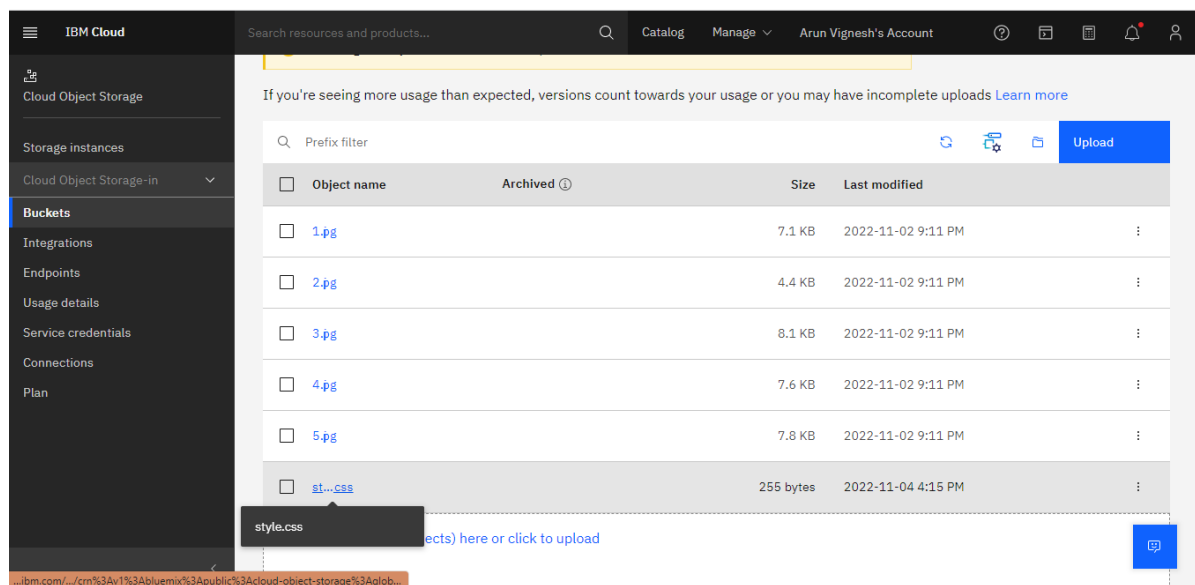 IBM Cloud
Search resources and products...
Catalog
Manage
Arun Vignesh's Account
Cloud Object Storage
Storage instances
Cloud Object Storage-in
Buckets
Integrations
Endpoints
Usage details
Service credentials
Connections
Plan
If you're seeing more usage than expected, versions count towards your usage or you may have incomplete uploads Learn more
Prefix filter
Upload
Object name Archived Size Last modified
1.jpg 7.1 KB 2022-11-02 9:11 PM
2.jpg 4.4 KB 2022-11-02 9:11 PM
3.jpg 8.1 KB 2022-11-02 9:11 PM
4.jpg 7.6 KB 2022-11-02 9:11 PM
5.jpg 7.8 KB 2022-11-02 9:11 PM
st...css 255 bytes 2022-11-04 4:15 PM
style.css
ects) here or click to upload
...ibm.com/.../crn%3Av1%3Abluemix%3Apublic%3Acloud-object-storage%3Aglob...